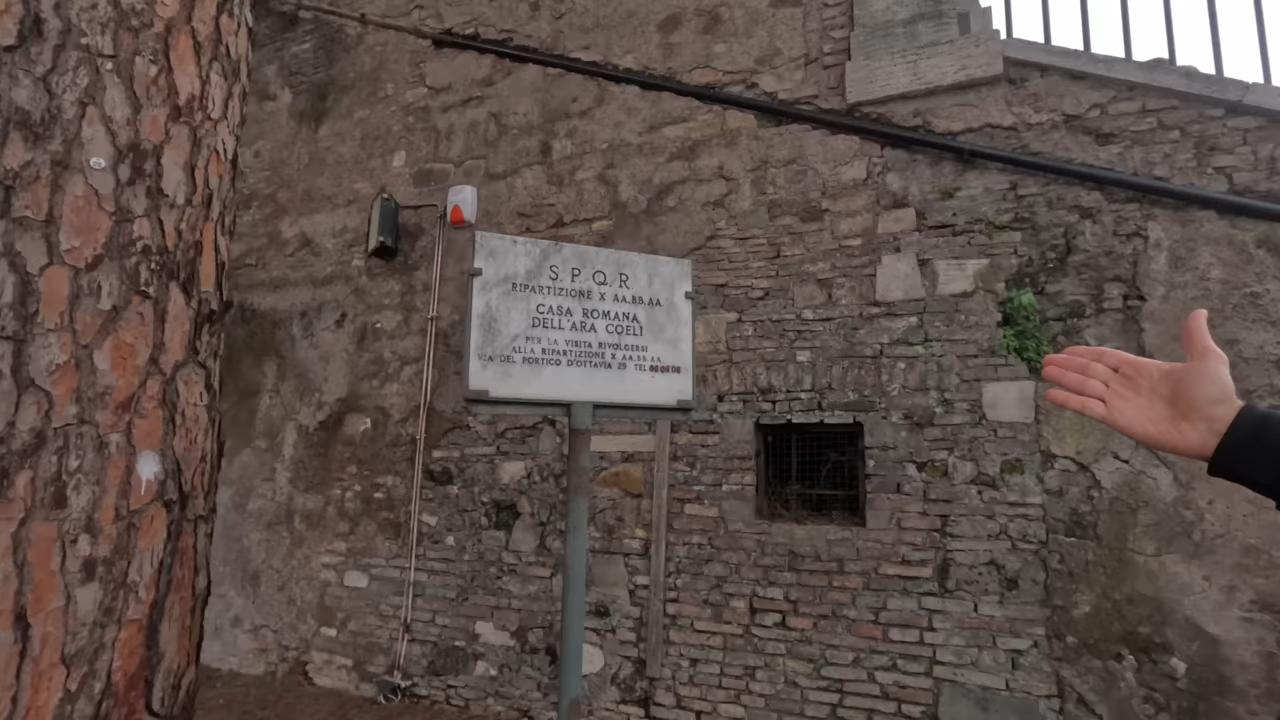 S. P. Q. R.
RIPARTIZIONE X AA.BB.AA.
CASA ROMANA
DELL'ARA COELI
PER LA VISITA RIVOLGERSI
ALLA RIPARTIZIONE X AA.BB.AA.
VIA DEL PORTICO D'OTTAVIA 29 TEL 060608